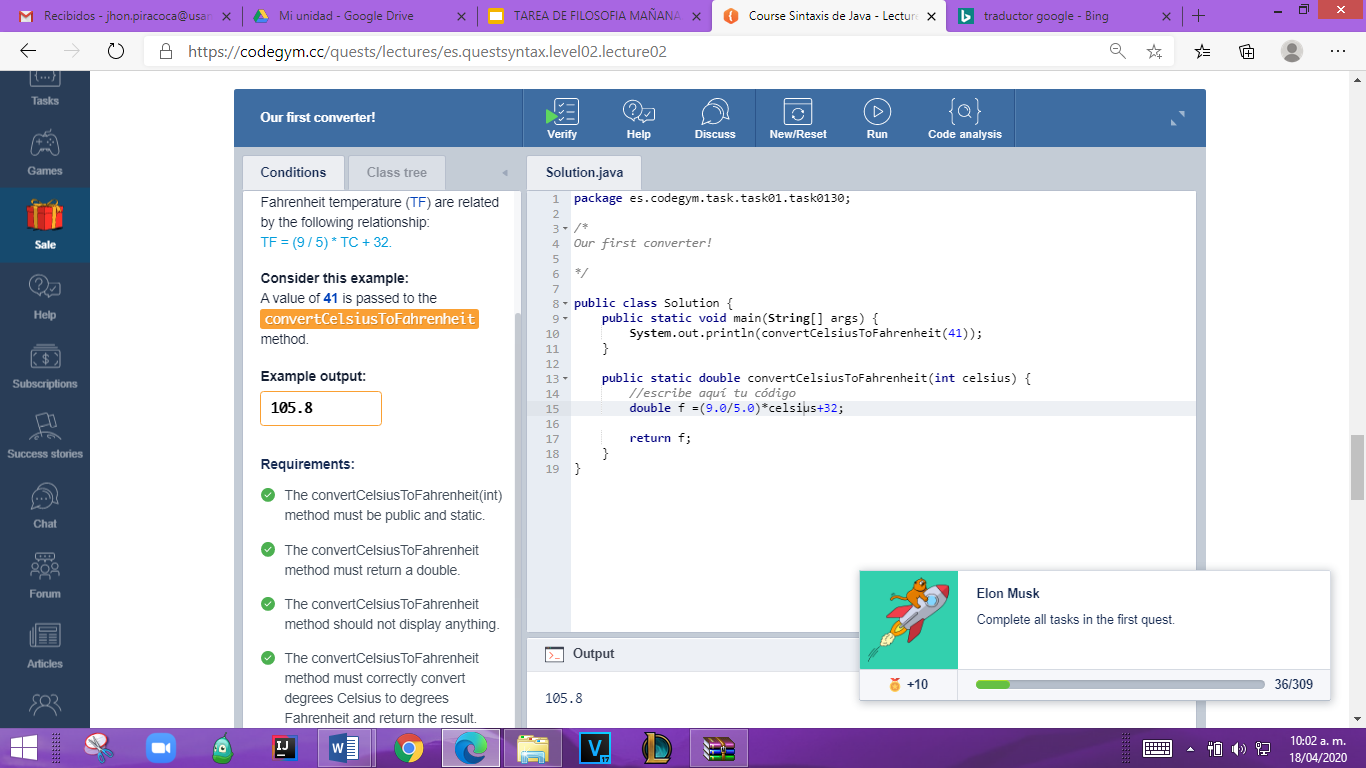 Recibidos - jhon.piracoca@usan
Mi unidad - Google Drive
TAREA DE FILOSOFIA MAÑANA.
Course Sintaxis de Java - Lecture
traductor google - Bing
https://codegym.cc/quests/lectures/es.questsyntax.level02.lecture02
Tasks
Games
Sale
Help
Subscriptions
Success stories
Chat
Forum
Articles
Our first converter!
Verify
Help
Discuss
New/Reset
Run
Code analysis
Conditions
Class tree
Fahrenheit temperature (TF) are related
by the following relationship:
TF = (9 / 5) * TC + 32.
Consider this example:
A value of 41 is passed to the
convertCelsiusToFahrenheit
method.
Example output:
105.8
Requirements:
The convertCelsiusToFahrenheit(int)
method must be public and static.
The convertCelsiusToFahrenheit
method must return a double.
The convertCelsiusToFahrenheit
method should not display anything.
The convertCelsiusToFahrenheit
method must correctly convert
degrees Celsius to degrees
Fahrenheit and return the result.
Solution.java
1 package es.codegym.task.task01.task0130;
2
3 /*
4 Our first converter!
5
6 */
7
8 public class Solution {
9 public static void main(String[] args) {
10 System.out.println(convertCelsiusToFahrenheit(41));
11 }
12
13 public static double convertCelsiusToFahrenheit(int celsius) {
14 //escribe aquí tu código
15 double f =(9.0/5.0)*celsius+32;
16
17 return f;
18 }
19 }
Output
105.8
Elon Musk
Complete all tasks in the first quest.
+10
36/309
10:02 a. m.
18/04/2020